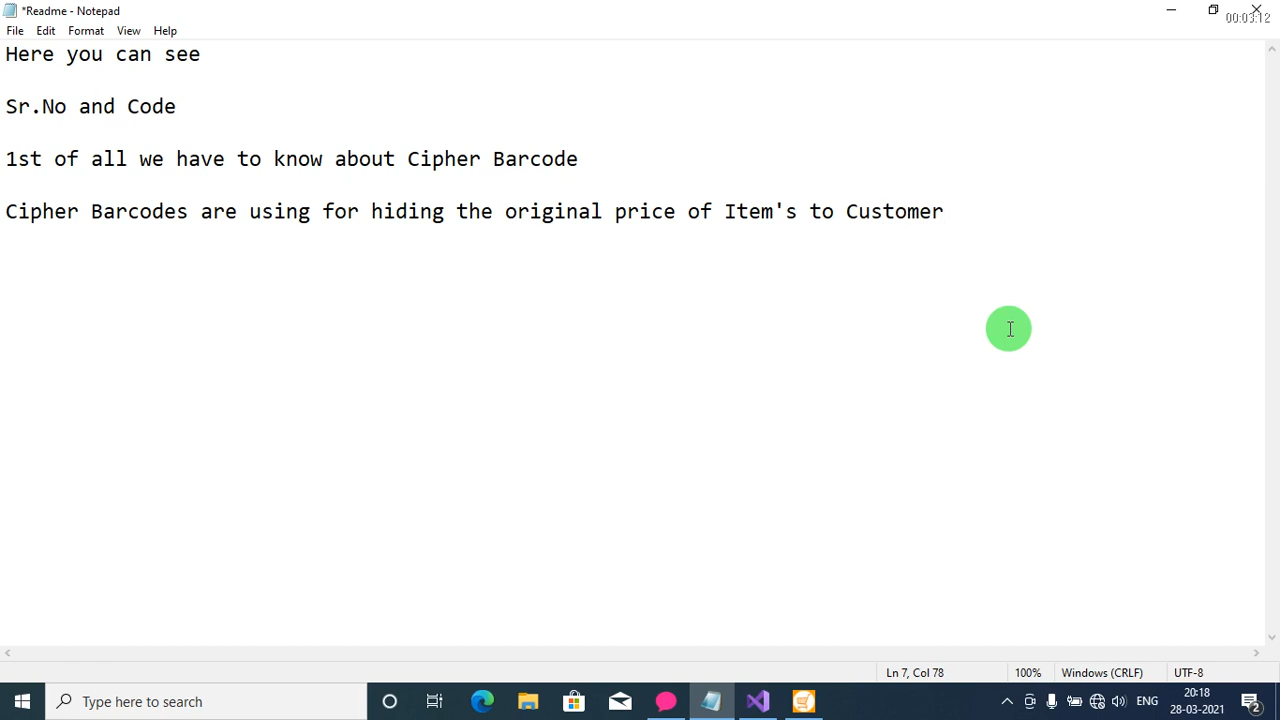 *Readme - Notepad
00:03:12
File Edit Format View Help
Here you can see
Sr.No and Code
1st of all we have to know about Cipher Barcode
Cipher Barcodes are using for hiding the original price of Item's to Customer
Ln 7, Col 78 100% Windows (CRLF) UTF-8
Type here to search
ENG
20:18
28-03-2021
2